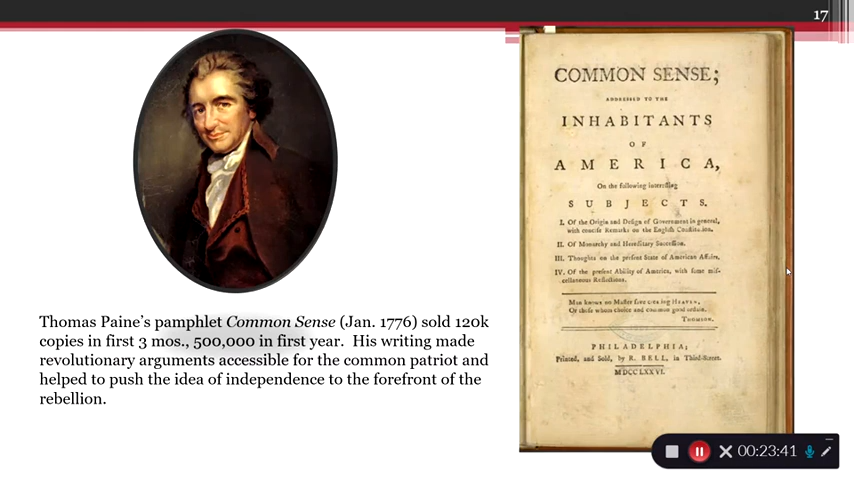 17
Thomas Paine's pamphlet Common Sense (Jan. 1776) sold 120k
copies in first 3 mos., 500,000 in first year.  His writing made
revolutionary arguments accessible for the common patriot and
helped to push the idea of independence to the forefront of the
rebellion.
COMMON SENSE;
ADDRESSED TO THE
INHABITANTS
OF
AMERICA,
On the following interesting
SUBJECTS.
I. Of the Origin and Design of Government in general,
with concise Remarks on the English Constitution.
II. Of Monarchy and Hereditary Succession.
III. Thoughts on the present State of American Affairs.
IV. Of the present Ability of America, with some mis-
cellaneous Reflections.
Man knows no Master save creating HEAVEN,
Or those whom choice and common good ordain.
THOMSON.
PHILADELPHIA;
Printed, and Sold, by R. BELL, in Third-Street.
MDCCLXXVI.
00:23:41